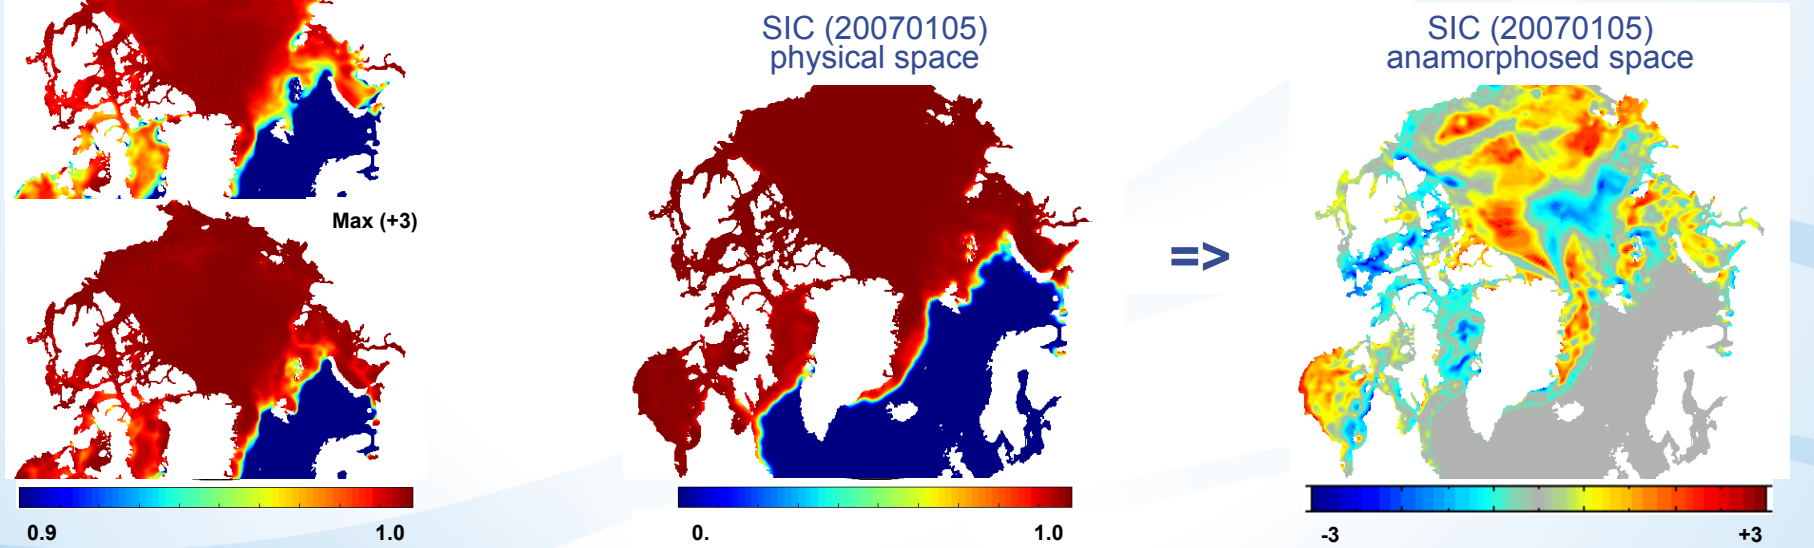 SIC (20070105)
physical space
SIC (20070105)
anamorphosed space
Max (+3)
=>
0.9
1.0
0.
1.0
-3
+3